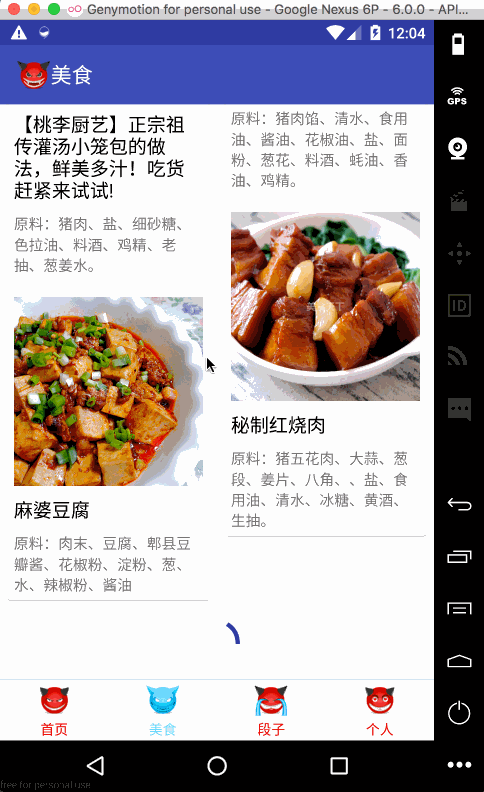 Genymotion for personal use - Google Nexus 6P - 6.0.0 - API...
12:04
美食
【桃李厨艺】正宗祖
传灌汤小笼包的做
法，鲜美多汁！吃货
赶紧来试试!
原料：猪肉、盐、细砂糖、
色拉油、料酒、鸡精、老
抽、葱姜水。
麻婆豆腐
原料：肉末、豆腐、郫县豆
瓣酱、花椒粉、淀粉、葱、
水、辣椒粉、酱油
原料：猪肉馅、清水、食用
油、酱油、花椒油、盐、面
粉、葱花、料酒、蚝油、香
油、鸡精。
秘制红烧肉
原料：猪五花肉、大蒜、葱
段、姜片、八角、、盐、食
用油、清水、冰糖、黄酒、
生抽。
首页
美食
段子
个人
GPS
ID
free for personal use